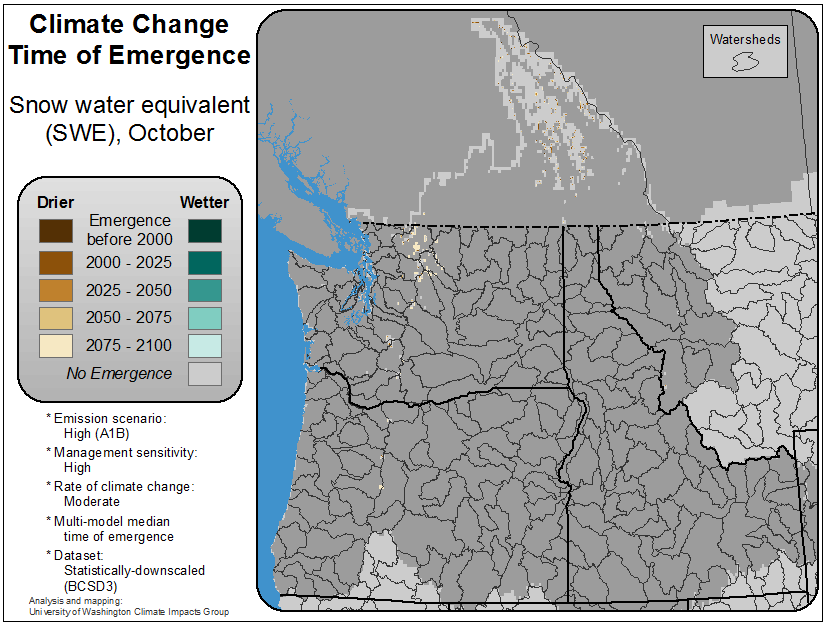 Climate Change
Time of Emergence
Snow water equivalent
(SWE), October
Drier
Wetter
Emergence
before 2000
2000 - 2025
2025 - 2050
2050 - 2075
2075 - 2100
No Emergence
* Emission scenario:
High (A1B)
* Management sensitivity:
High
* Rate of climate change:
Moderate
* Multi-model median
time of emergence
* Dataset:
Statistically-downscaled
(BCSD3)
Analysis and mapping:
University of Washington Climate Impacts Group
Watersheds